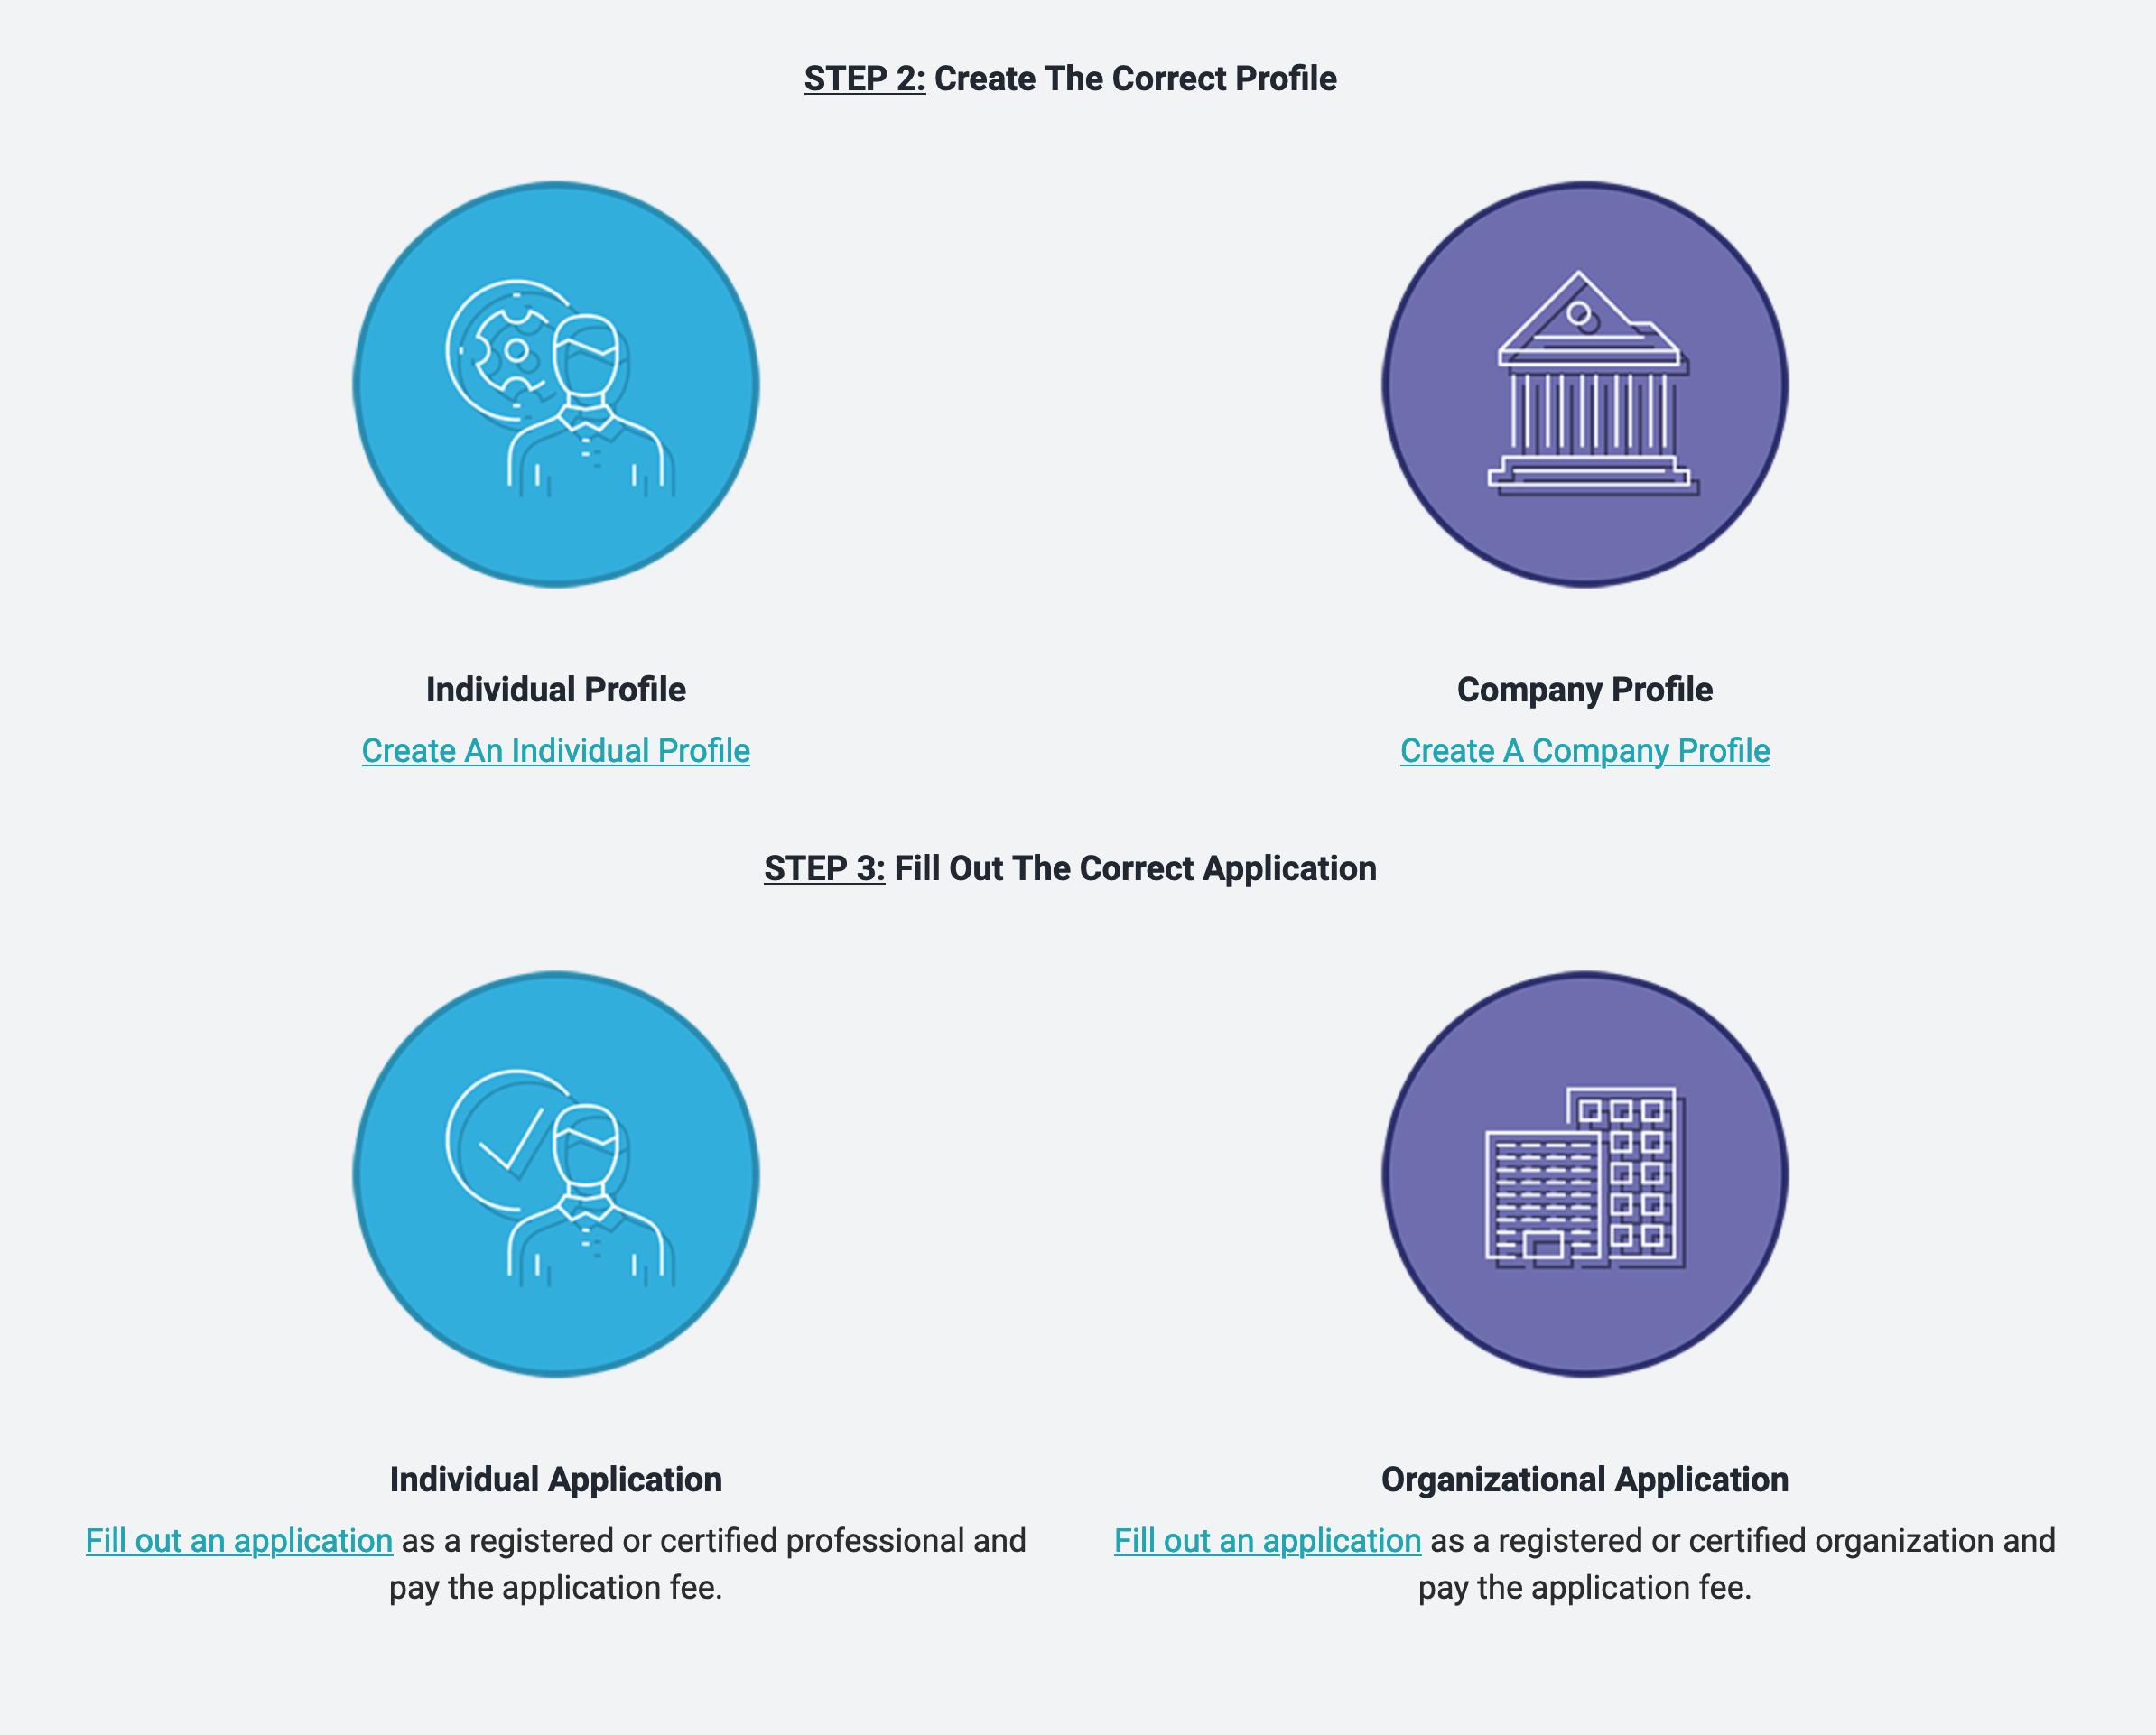 STEP 2: Create The Correct Profile
Individual Profile
Create An Individual Profile
Company Profile
Create A Company Profile
STEP 3: Fill Out The Correct Application
Individual Application
Fill out an application as a registered or certified professional and
pay the application fee.
Organizational Application
Fill out an application as a registered or certified organization and
pay the application fee.